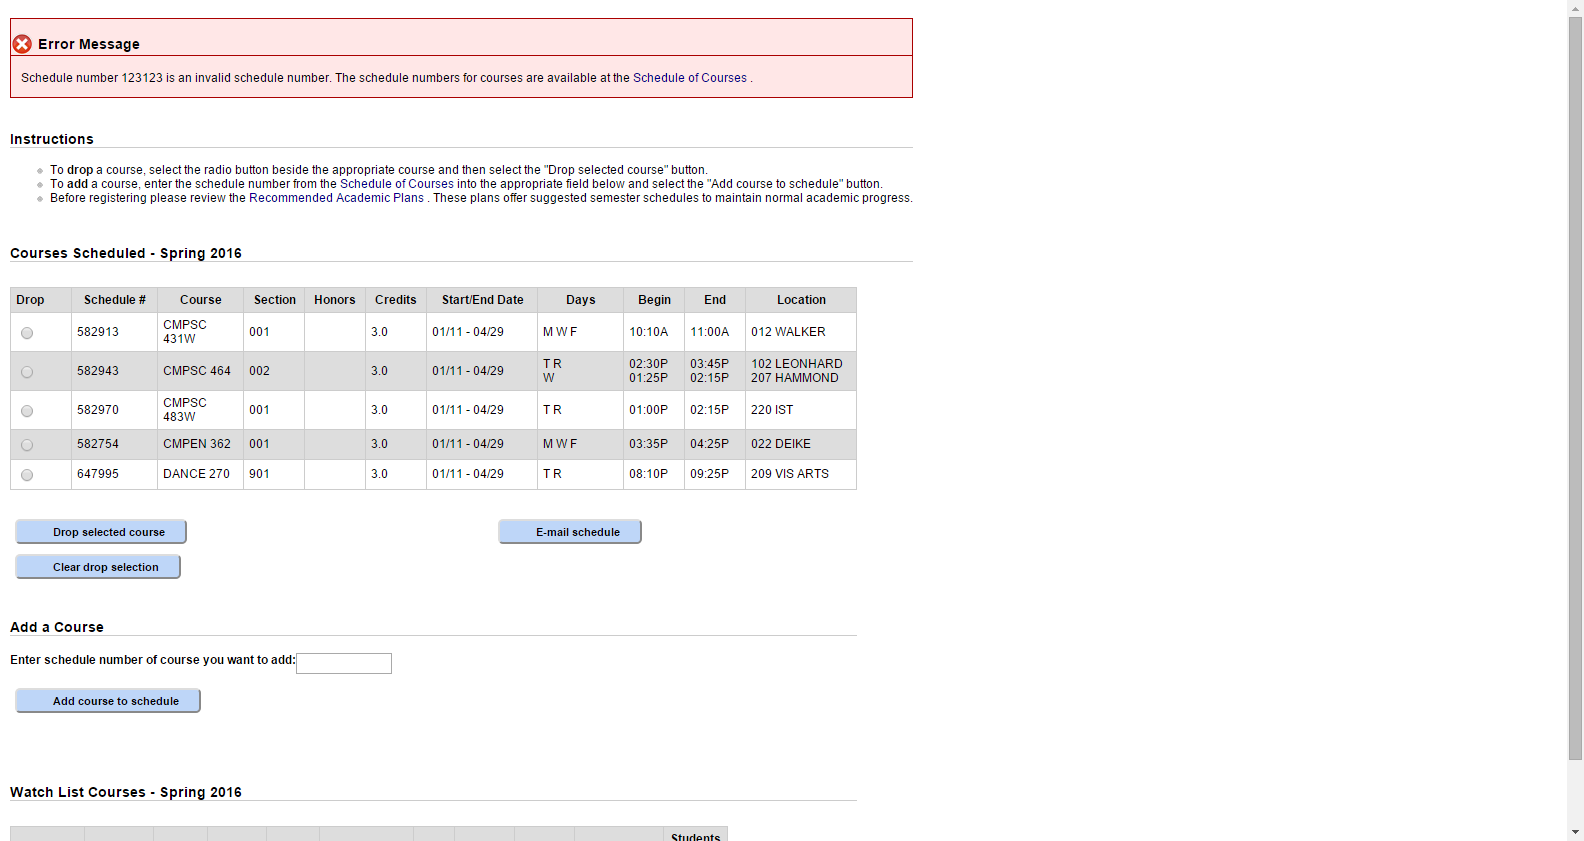 Error Message
Schedule number 123123 is an invalid schedule number. The schedule numbers for courses are available at the Schedule of Courses .
Instructions
To drop a course, select the radio button beside the appropriate course and then select the "Drop selected course" button.
To add a course, enter the schedule number from the Schedule of Courses into the appropriate field below and select the "Add course to schedule" button.
Before registering please review the Recommended Academic Plans . These plans offer suggested semester schedules to maintain normal academic progress.
Courses Scheduled - Spring 2016
Drop Schedule # Course Section Honors Credits Start/End Date Days Begin End Location
582913 CMPSC 431W 001 3.0 01/11 - 04/29 M W F 10:10A 11:00A 012 WALKER
582943 CMPSC 464 002 3.0 01/11 - 04/29 T R 02:30P 03:45P 102 LEONHARD
W 01:25P 02:15P 207 HAMMOND
582970 CMPSC 483W 001 3.0 01/11 - 04/29 T R 01:00P 02:15P 220 IST
582754 CMPEN 362 001 3.0 01/11 - 04/29 M W F 03:35P 04:25P 022 DEIKE
647995 DANCE 270 901 3.0 01/11 - 04/29 T R 08:10P 09:25P 209 VIS ARTS
Drop selected course E-mail schedule
Clear drop selection
Add a Course
Enter schedule number of course you want to add:
Add course to schedule
Watch List Courses - Spring 2016
Students